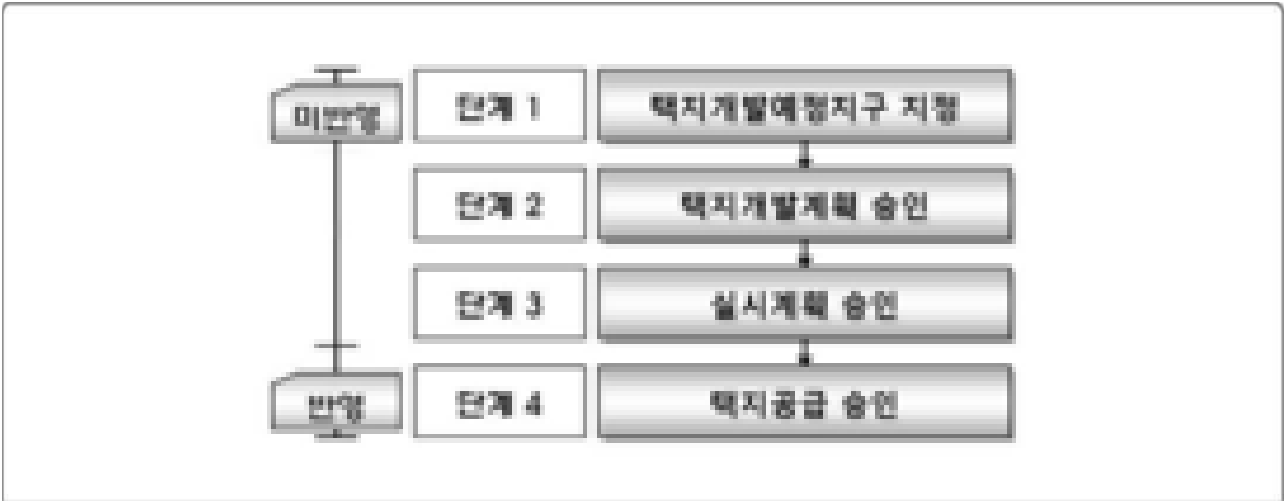 미반영 단계 1 택지개발예정지구 지정
단계 2 택지개발계획 승인
단계 3 실시계획 승인
반영 단계 4 택지공급 승인